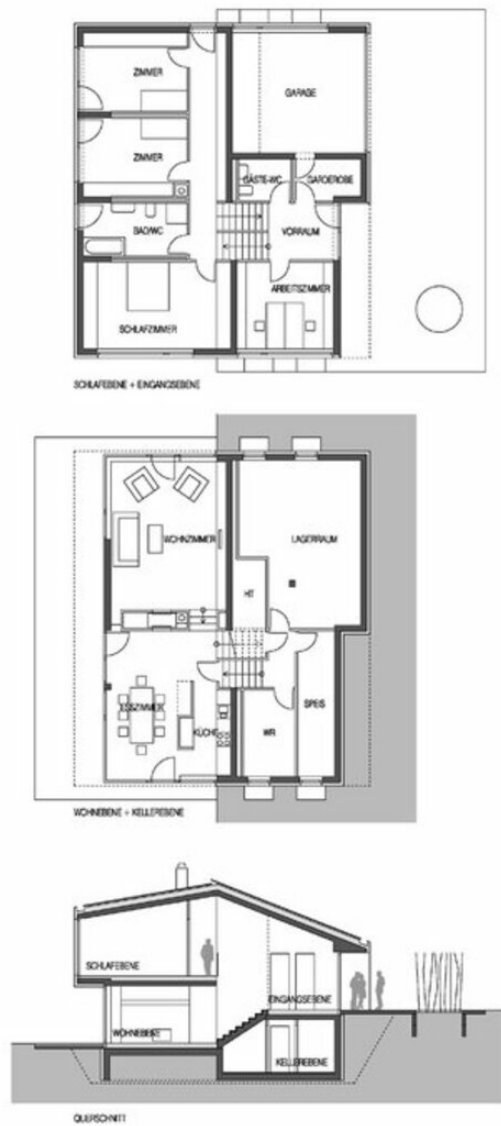 ZIMMER
GARAGE
ZIMMER
GÄSTE-WC
GARDEROBE
BAD/WC
VORRAUM
ARBEITSZIMMER
SCHLAFZIMMER
SCHLAFEBENE + EINGANGSEBENE
WOHNZIMMER
LAGERRAUM
HT
ESSZIMMER
SPEIS
KÜCHE
WR
WOHNEBENE + KELLEREBENE
SCHLAFEBENE
EINGANGSEBENE
WOHNEBENE
KELLEREBENE
QUERSCHNITT